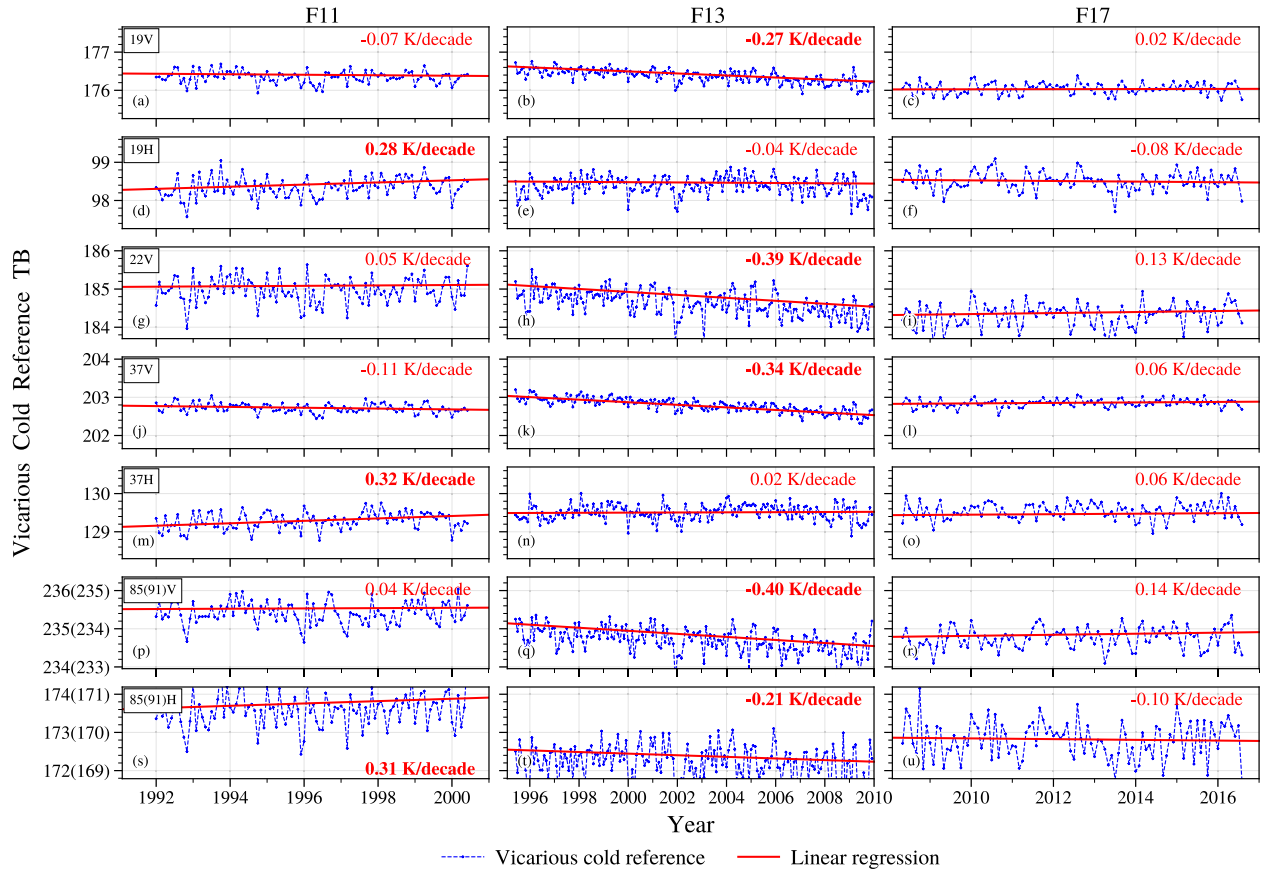 F11 F13 F17
177
176
19V
-0.07 K/decade
(a)
-0.27 K/decade
(b)
0.02 K/decade
(c)
99
98
19H
0.28 K/decade
(d)
-0.04 K/decade
(e)
-0.08 K/decade
(f)
186
185
184
22V
0.05 K/decade
(g)
-0.39 K/decade
(h)
0.13 K/decade
(i)
204
203
202
37V
-0.11 K/decade
(j)
-0.34 K/decade
(k)
0.06 K/decade
(l)
130
129
37H
0.32 K/decade
(m)
0.02 K/decade
(n)
0.06 K/decade
(o)
236(235)
235(234)
234(233)
85(91)V
0.04 K/decade
(p)
-0.40 K/decade
(q)
0.14 K/decade
(r)
174(171)
173(170)
172(169)
85(91)H
0.31 K/decade
(s)
-0.21 K/decade
(t)
-0.10 K/decade
(u)
Vicarious Cold Reference TB
1992 1994 1996 1998 2000 1996 1998 2000 2002 2004 2006 2008 2010 2010 2012 2014 2016
Year
Vicarious cold reference Linear regression